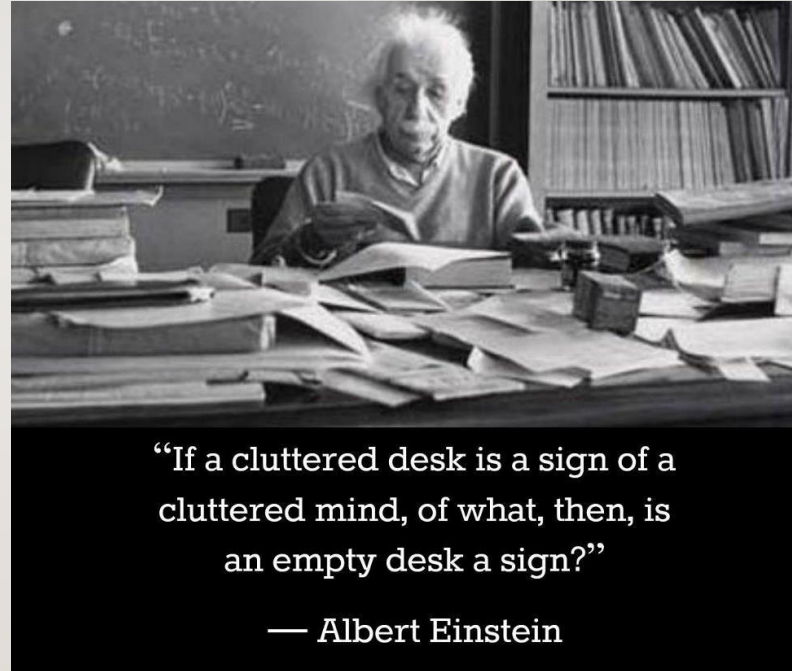 “If a cluttered desk is a sign of a
cluttered mind, of what, then, is
an empty desk a sign?”
— Albert Einstein